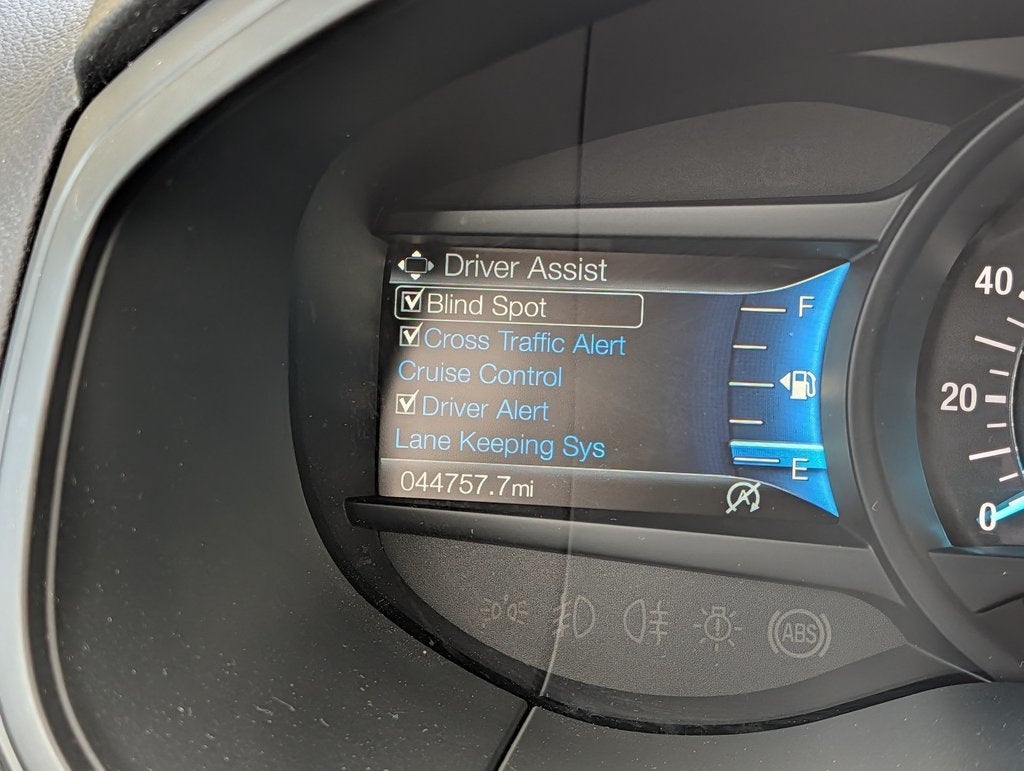 Driver Assist
Blind Spot
Cross Traffic Alert
Cruise Control
Driver Alert
Lane Keeping Sys
044757.7mi
A
F
E
40
20
0
ABS